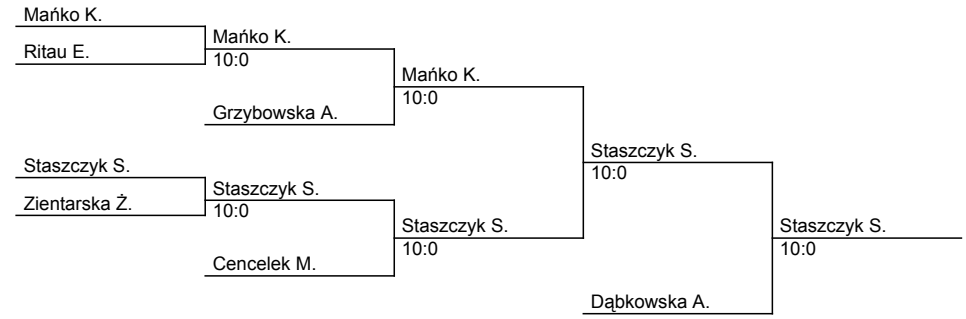 Mańko K.
Ritau E.
Mańko K.
10:0
Grzybowska A.
Mańko K.
10:0
Staszczyk S.
Zientarska Ż.
Staszczyk S.
10:0
Cencelek M.
Staszczyk S.
10:0
Staszczyk S.
10:0
Dąbkowska A.
Staszczyk S.
10:0